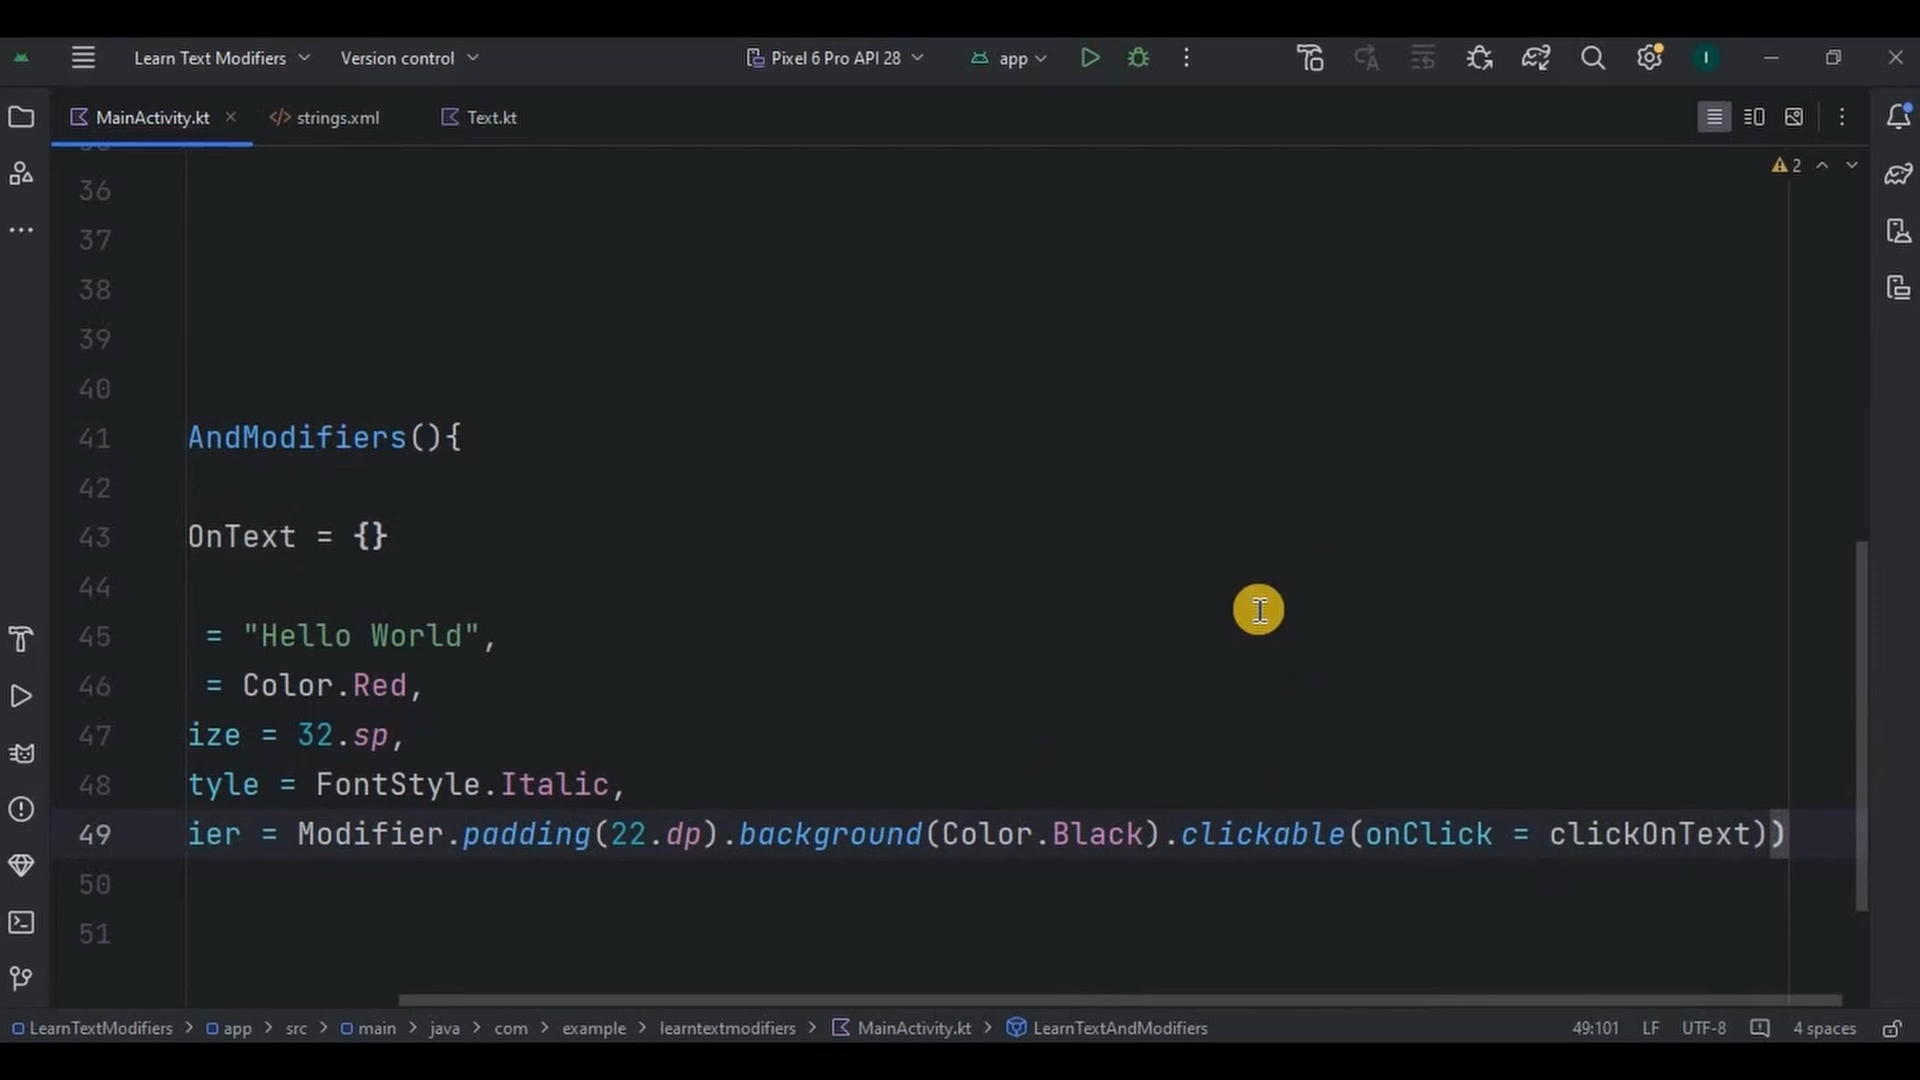 Learn Text Modifiers Version control Pixel 6 Pro API 28 app I
MainActivity.kt strings.xml Text.kt
2
36
37
38
39
40
41 AndModifiers(){
42
43 OnText = {}
44
45 = "Hello World",
46 = Color.Red,
47 ize = 32.sp,
48 tyle = FontStyle.Italic,
49 ier = Modifier.padding(22.dp).background(Color.Black).clickable(onClick = clickOnText))
50
51
LearnTextModifiers > app > src > main > java > com > example > learntextmodifiers > MainActivity.kt > LearnTextAndModifiers 49:101 LF UTF-8 4 spaces